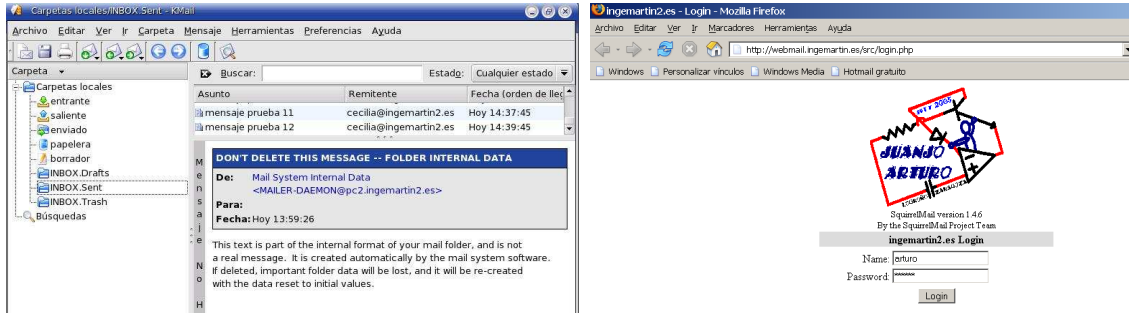 Carpetas locales/INBOX.Sent - KMail
Archivo Editar Ver Ir Carpeta Mensaje Herramientas Preferencias Ayuda
Carpeta
Buscar: Estado: Cualquier estado
Carpetas locales
entrante
saliente
enviado
papelera
borrador
INBOX.Drafts
INBOX.Sent
INBOX.Trash
Búsquedas
Asunto Remitente Fecha (orden de lleg
mensaje prueba 11 cecilia@ingemartin2.es Hoy 14:37:45
mensaje prueba 12 cecilia@ingemartin2.es Hoy 14:39:45
Mensaje No H
DON'T DELETE THIS MESSAGE -- FOLDER INTERNAL DATA
De: Mail System Internal Data
<MAILER-DAEMON@pc2.ingemartin2.es>
Para:
Fecha: Hoy 13:59:26
This text is part of the internal format of your mail folder, and is not
a real message. It is created automatically by the mail system software.
If deleted, important folder data will be lost, and it will be re-created
with the data reset to initial values.
ingemartin2.es - Login - Mozilla Firefox
Archivo Editar Ver Ir Marcadores Herramientas Ayuda
http://webmail.ingemartin.es/src/login.php
Windows Personalizar vínculos Windows Media Hotmail gratuito
2005
JUANJO
ARTURO
SquirrelMail version 1.4.6
By the SquirrelMail Project Team
ingemartin2.es Login
Name: arturo
Password: ******
Login